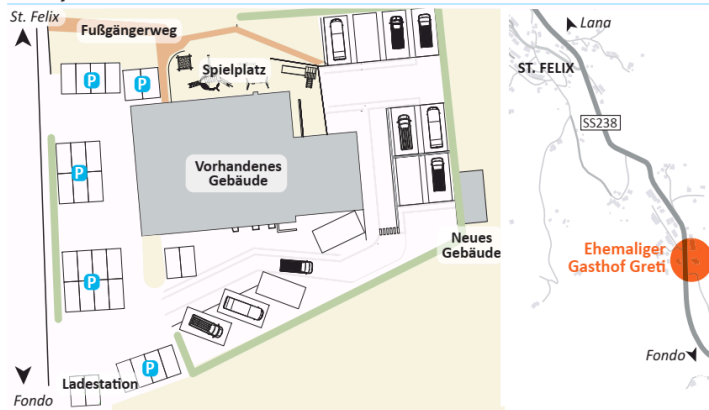 St. Felix
Fußgängerweg
P
P
Spielplatz
P
Vorhandenes
Gebäude
Neues
Gebäude
P
Ladestation
P
Fondo
Lana
ST. FELIX
SS238
Ehemaliger
Gasthof Greti
Fondo